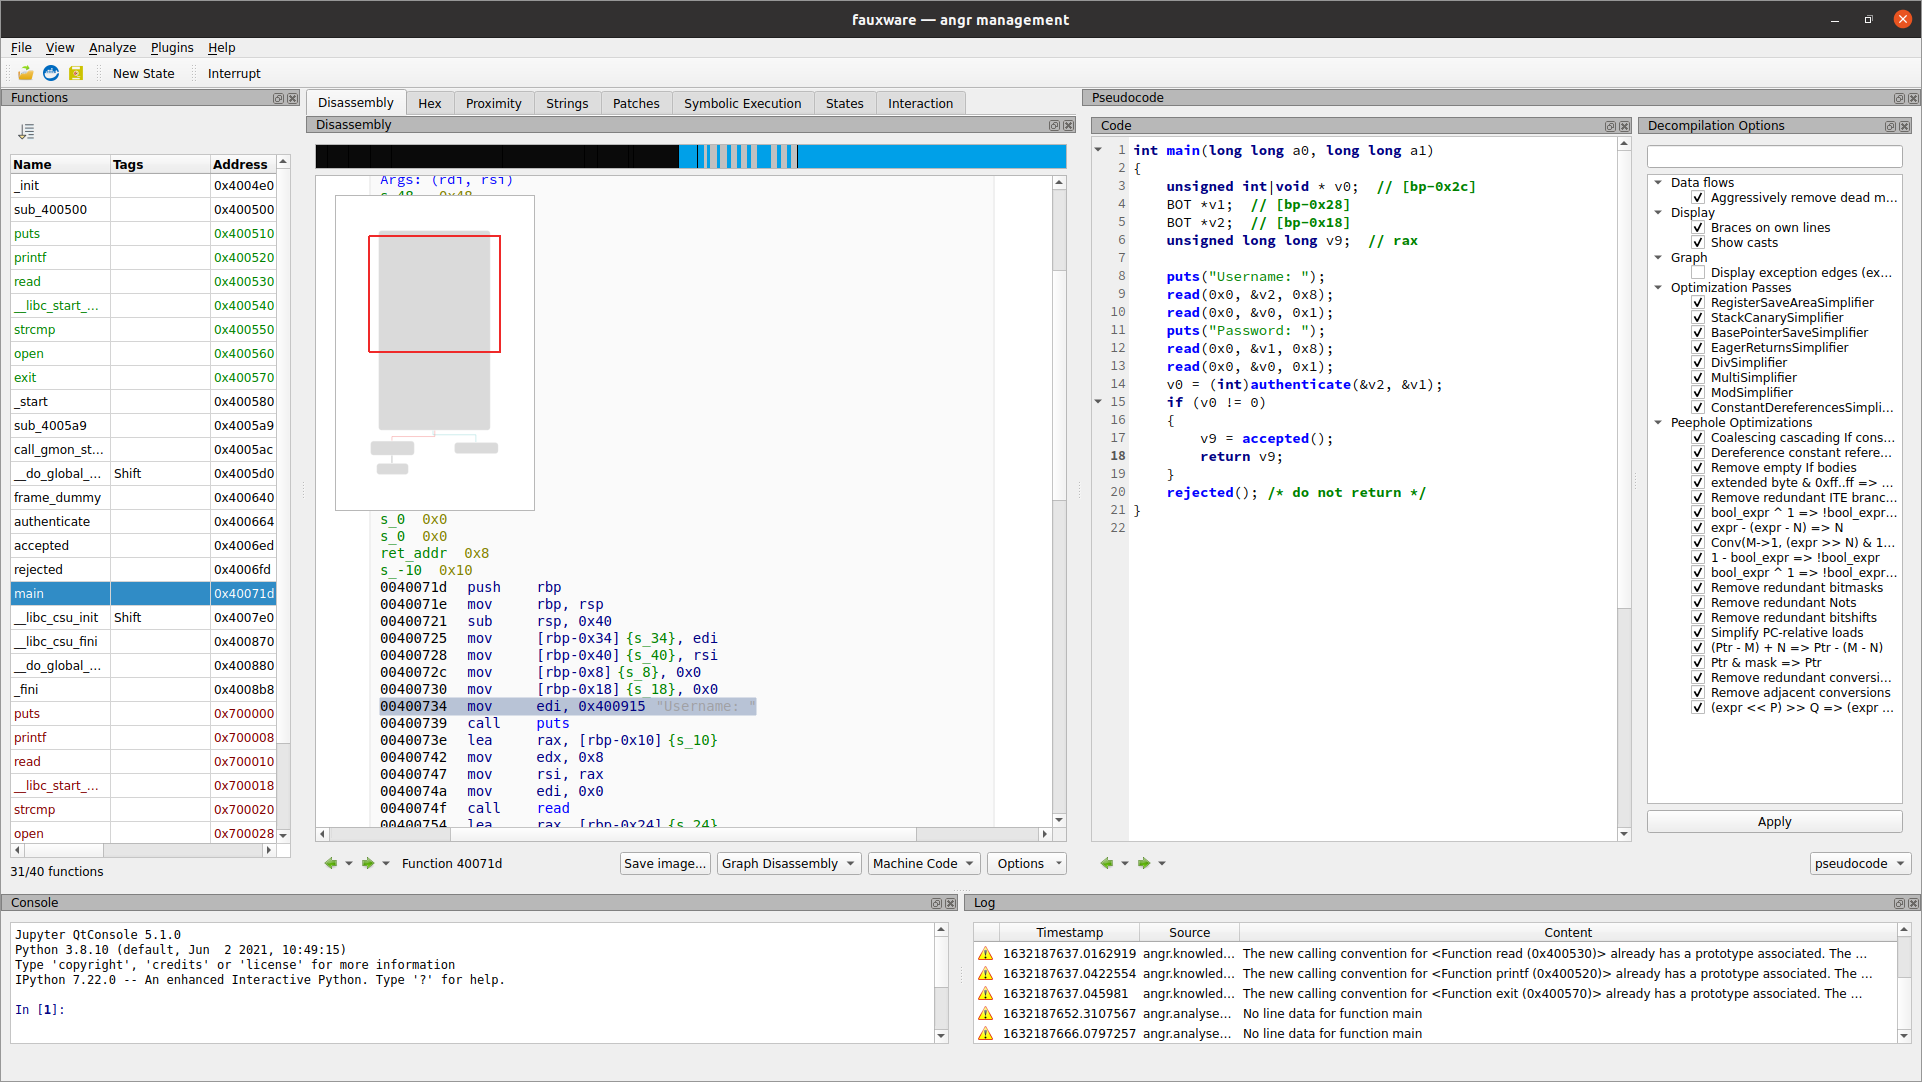 fauxware — angr management
File View Analyze Plugins Help
New State Interrupt
Functions
Name Tags Address
_init 0x4004e0
sub_400500 0x400500
puts 0x400510
printf 0x400520
read 0x400530
__libc_start_... 0x400540
strcmp 0x400550
open 0x400560
exit 0x400570
_start 0x400580
sub_4005a9 0x4005a9
call_gmon_st... 0x4005ac
__do_global_... Shift 0x4005d0
frame_dummy 0x400640
authenticate 0x400664
accepted 0x4006ed
rejected 0x4006fd
main 0x40071d
__libc_csu_init Shift 0x4007e0
__libc_csu_fini 0x400870
__do_global_... 0x400880
_fini 0x4008b8
puts 0x700000
printf 0x700008
read 0x700010
__libc_start_... 0x700018
strcmp 0x700020
open 0x700028
31/40 functions
Disassembly Hex Proximity Strings Patches Symbolic Execution States Interaction
Disassembly
Args: (rdi, rsi)
s_48 0x48
s_0 0x0
s_0 0x0
ret_addr 0x8
s_-10 0x10
0040071d push rbp
0040071e mov rbp, rsp
00400721 sub rsp, 0x40
00400725 mov [rbp-0x34] {s_34}, edi
00400728 mov [rbp-0x40] {s_40}, rsi
0040072c mov [rbp-0x8] {s_8}, 0x0
00400730 mov [rbp-0x18] {s_18}, 0x0
00400734 mov edi, 0x400915 "Username: "
00400739 call puts
0040073e lea rax, [rbp-0x10] {s_10}
00400742 mov edx, 0x8
00400747 mov rsi, rax
0040074a mov edi, 0x0
0040074f call read
00400754 lea rax, [rbp-0x24] {s_24}
Function 40071d Save image... Graph Disassembly Machine Code Options
Pseudocode
Code
1 int main(long long a0, long long a1)
2 {
3 unsigned int|void * v0; // [bp-0x2c]
4 BOT *v1; // [bp-0x28]
5 BOT *v2; // [bp-0x18]
6 unsigned long long v9; // rax
7
8 puts("Username: ");
9 read(0x0, &v2, 0x8);
10 read(0x0, &v0, 0x1);
11 puts("Password: ");
12 read(0x0, &v1, 0x8);
13 read(0x0, &v0, 0x1);
14 v0 = (int)authenticate(&v2, &v1);
15 if (v0 != 0)
16 {
17 v9 = accepted();
18 return v9;
19 }
20 rejected(); /* do not return */
21 }
22
Decompilation Options
Data flows
Aggressively remove dead m...
Display
Braces on own lines
Show casts
Graph
Display exception edges (ex...
Optimization Passes
RegisterSaveAreaSimplifier
StackCanarySimplifier
BasePointerSaveSimplifier
EagerReturnsSimplifier
DivSimplifier
MultiSimplifier
ModSimplifier
ConstantDereferencesSimpli...
Peephole Optimizations
Coalescing cascading If cons...
Dereference constant refere...
Remove empty If bodies
extended byte & 0xff..ff => ...
Remove redundant ITE branc...
bool_expr ^ 1 => !bool_expr...
expr - (expr - N) => N
Conv(M->1, (expr >> N) & 1...
1 - bool_expr => !bool_expr
bool_expr ^ 1 => !bool_expr...
Remove redundant bitmasks
Remove redundant Nots
Remove redundant bitshifts
Simplify PC-relative loads
(Ptr - M) + N => Ptr - (M - N)
Ptr & mask => Ptr
Remove redundant conversi...
Remove adjacent conversions
(expr << P) >> Q => (expr ...
Apply
pseudocode
Console
Jupyter QtConsole 5.1.0
Python 3.8.10 (default, Jun  2 2021, 10:49:15)
Type 'copyright', 'credits' or 'license' for more information
IPython 7.22.0 -- An enhanced Interactive Python. Type '?' for help.
In [1]:
Log
Timestamp Source Content
1632187637.0162919 angr.knowled... The new calling convention for <Function read (0x400530)> already has a prototype associated. The ...
1632187637.0422554 angr.knowled... The new calling convention for <Function printf (0x400520)> already has a prototype associated. The ...
1632187637.045981 angr.knowled... The new calling convention for <Function exit (0x400570)> already has a prototype associated. The ...
1632187652.3107567 angr.analyse... No line data for function main
1632187666.0797257 angr.analyse... No line data for function main